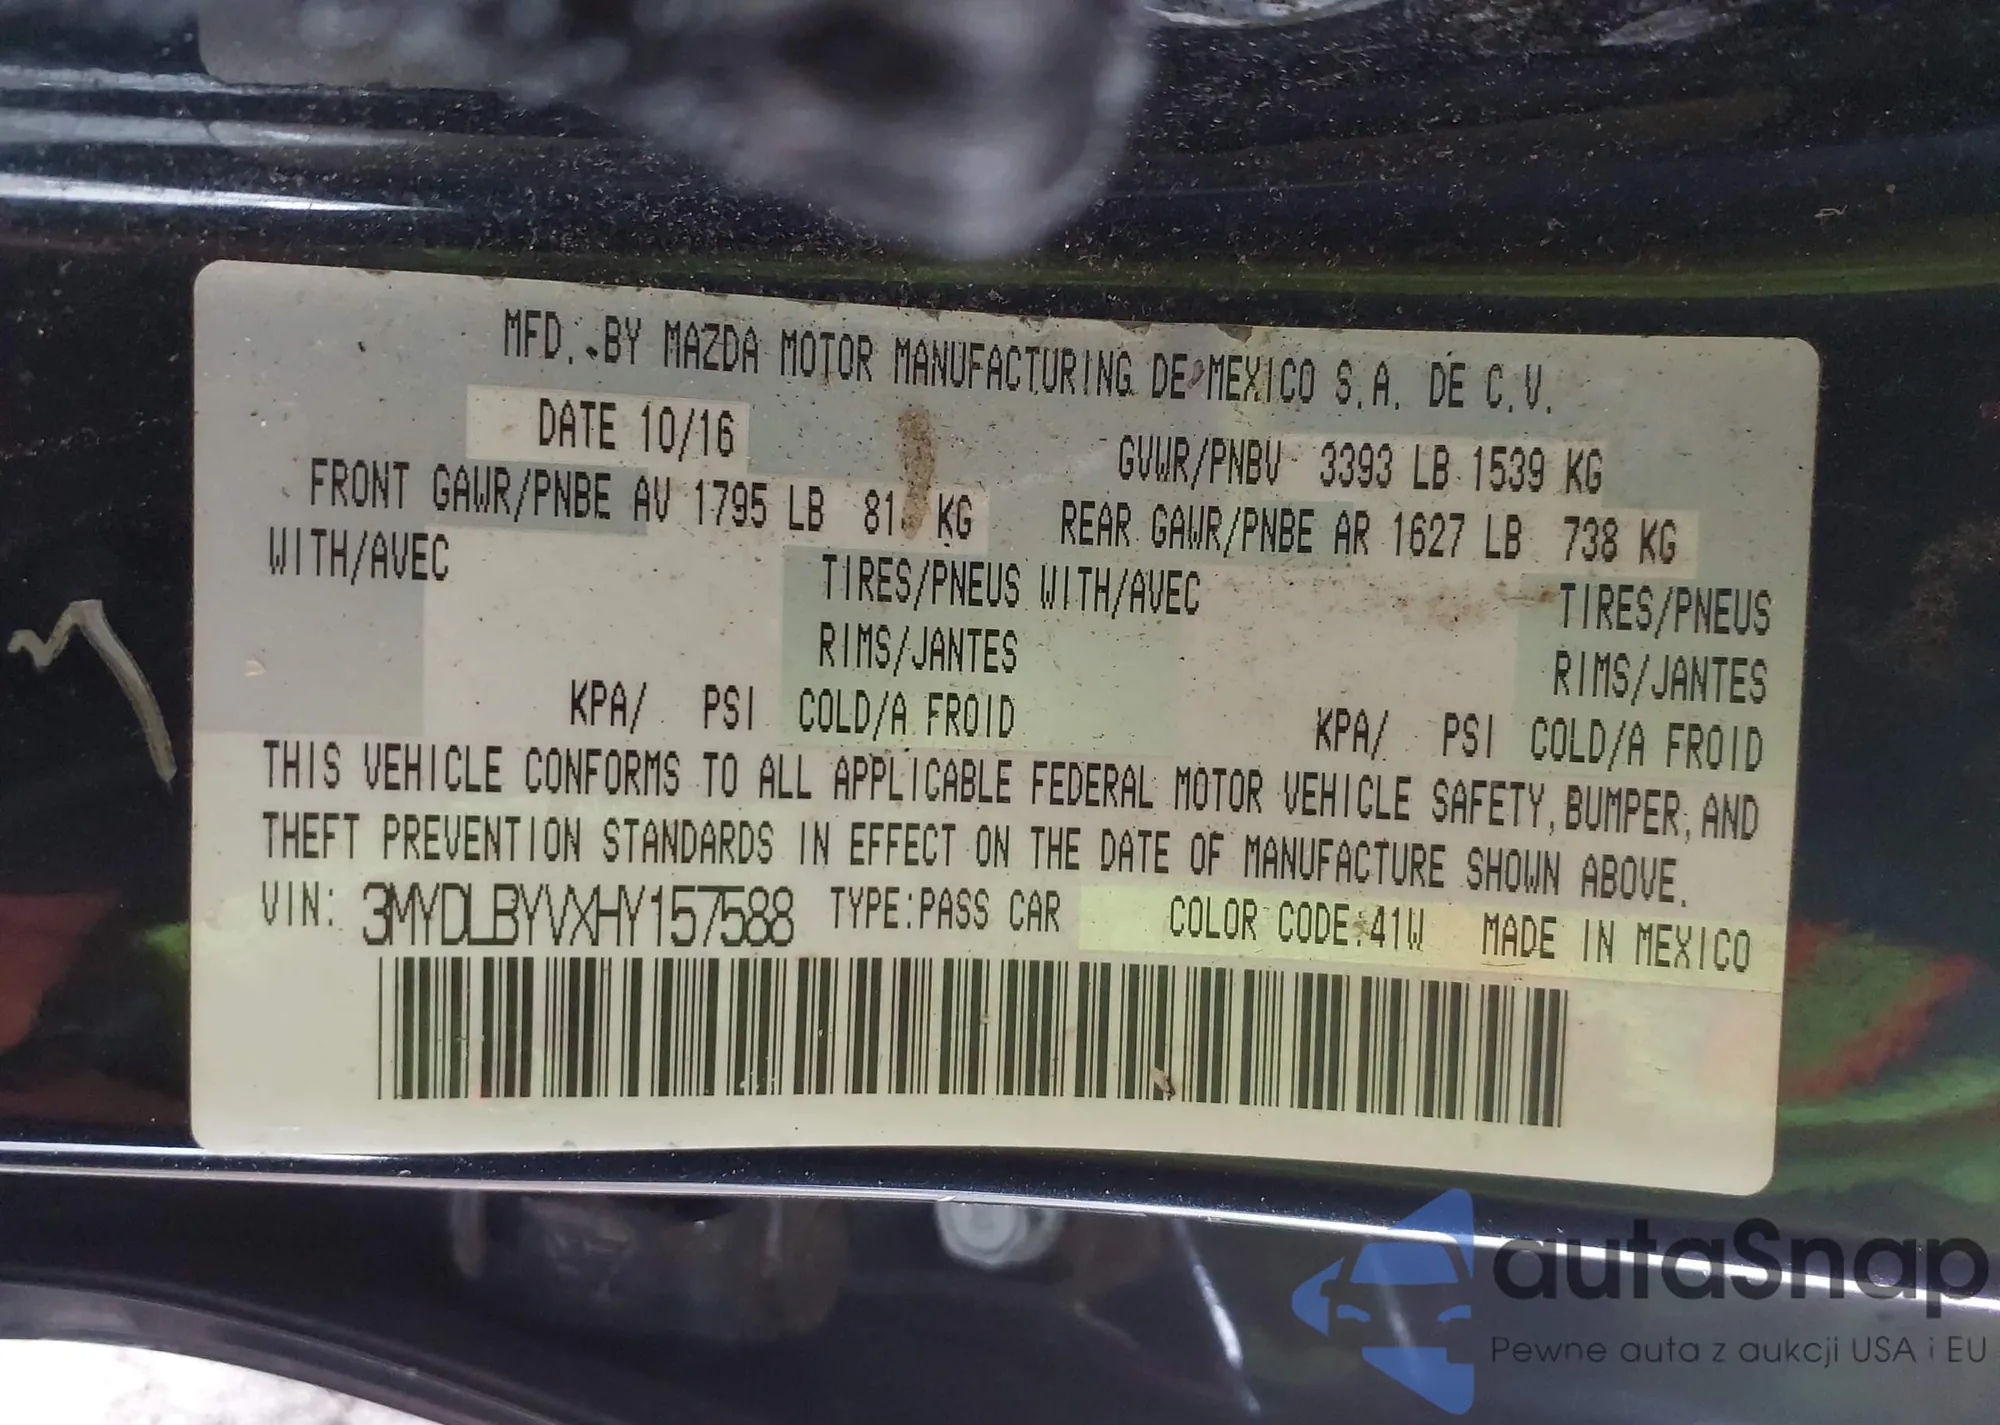 MFD. BY MAZDA MOTOR MANUFACTURING DE MEXICO S.A. DE C.V.
DATE 10/16
GVWR/PNBV 3393 LB 1539 KG
FRONT GAWR/PNBE AV 1795 LB KG
REAR GAWR/PNBE AR 1627 LB 738 KG
WITH/AVEC TIRES/PNEUS WITH/AVEC TIRES/PNEUS
RIMS/JANTES RIMS/JANTES
KPA/ PSI COLD/A FROID KPA/ PSI COLD/A FROID
THIS VEHICLE CONFORMS TO ALL APPLICABLE FEDERAL MOTOR VEHICLE SAFETY, BUMPER, AND
THEFT PREVENTION STANDARDS IN EFFECT ON THE DATE OF MANUFACTURE SHOWN ABOVE.
VIN: 3MYDLBYVXHY157588 TYPE:PASS CAR COLOR CODE:41W MADE IN MEXICO
autaSnap
Pewne auta z aukcji USA i EU